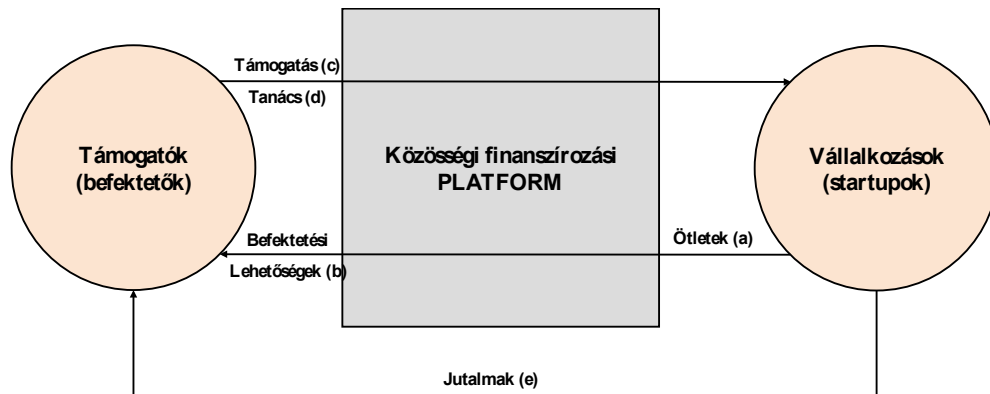 Támogatás (c)
Tanács (d)
Támogatók
(befektetők)
Közösségi finanszírozási
PLATFORM
Vállalkozások
(startupok)
Befektetési
Lehetőségek (b)
Ötletek (a)
Jutalmak (e)